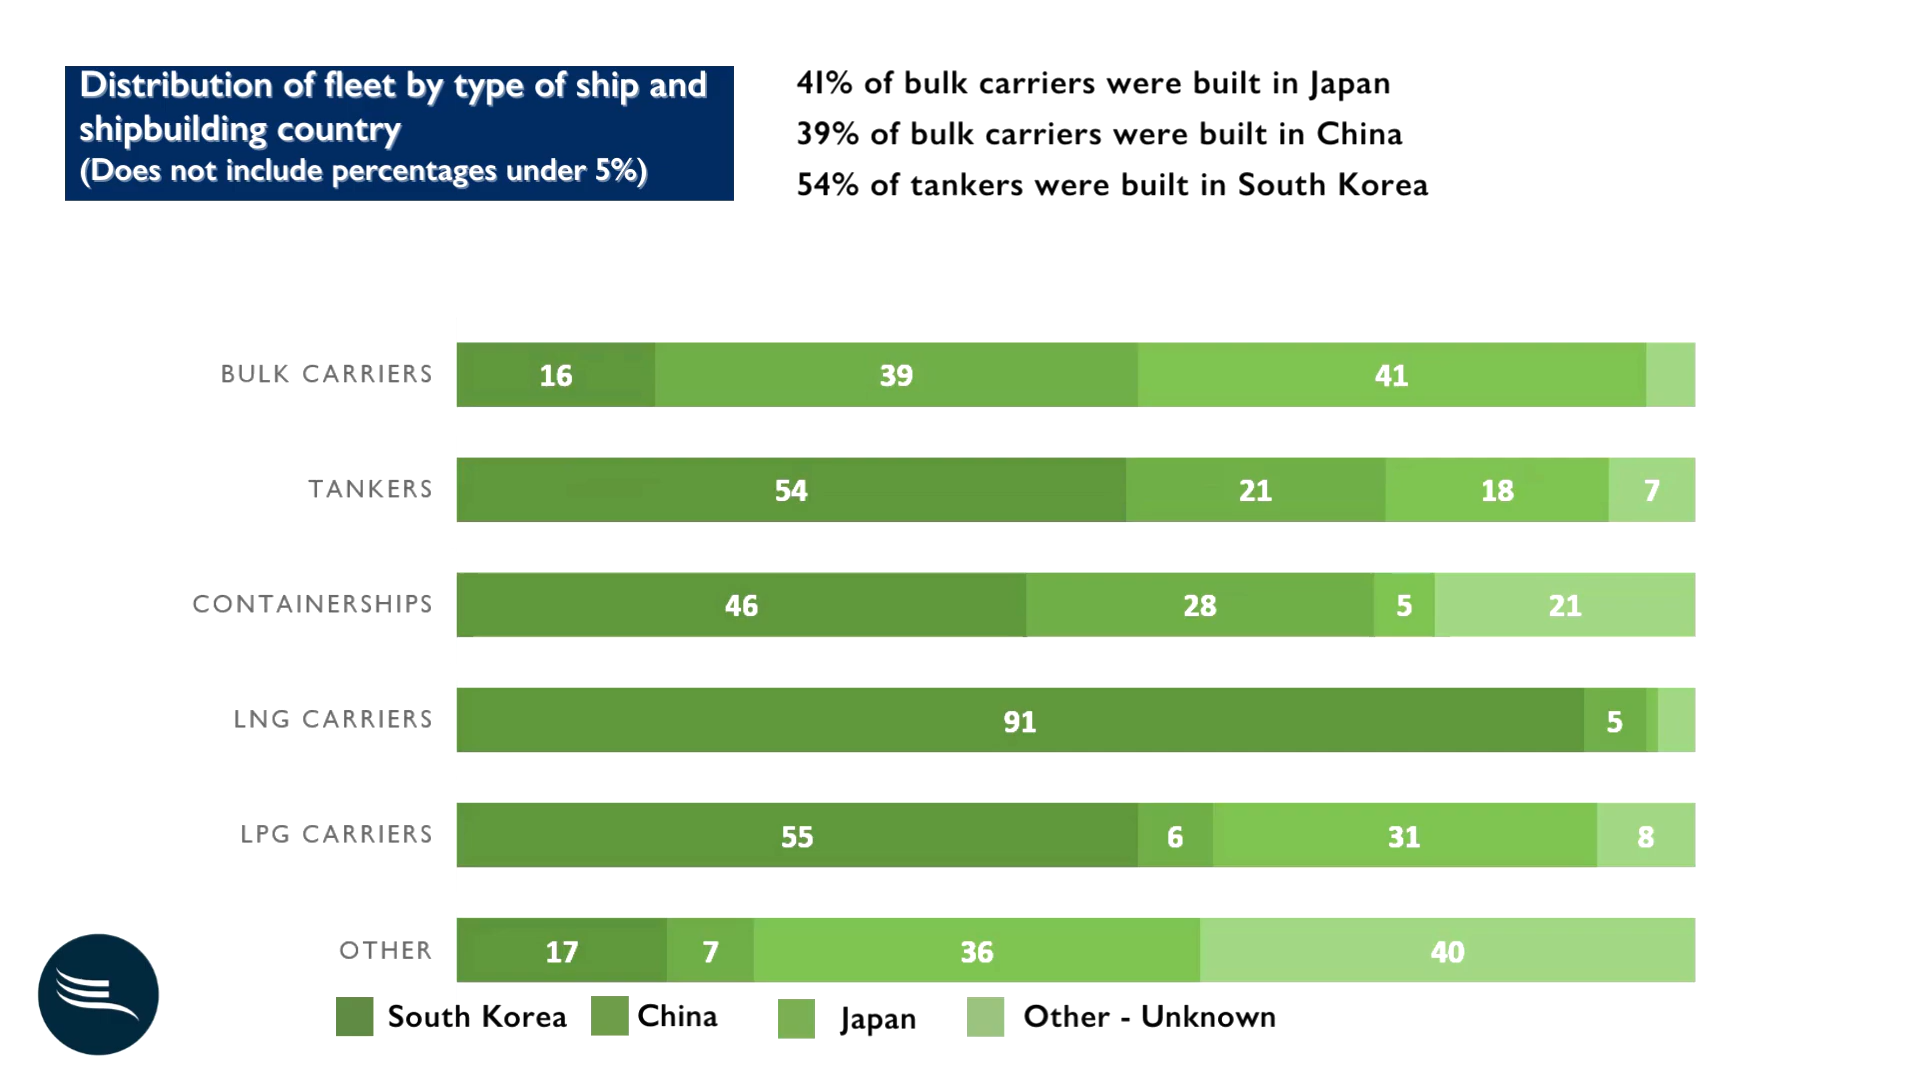 Distribution of fleet by type of ship and
shipbuilding country
(Does not include percentages under 5%)
41% of bulk carriers were built in Japan
39% of bulk carriers were built in China
54% of tankers were built in South Korea
BULK CARRIERS 16 39 41
TANKERS 54 21 18 7
CONTAINERSHIPS 46 28 5 21
LNG CARRIERS 91 5
LPG CARRIERS 55 6 31 8
OTHER 17 7 36 40
South Korea China Japan Other - Unknown